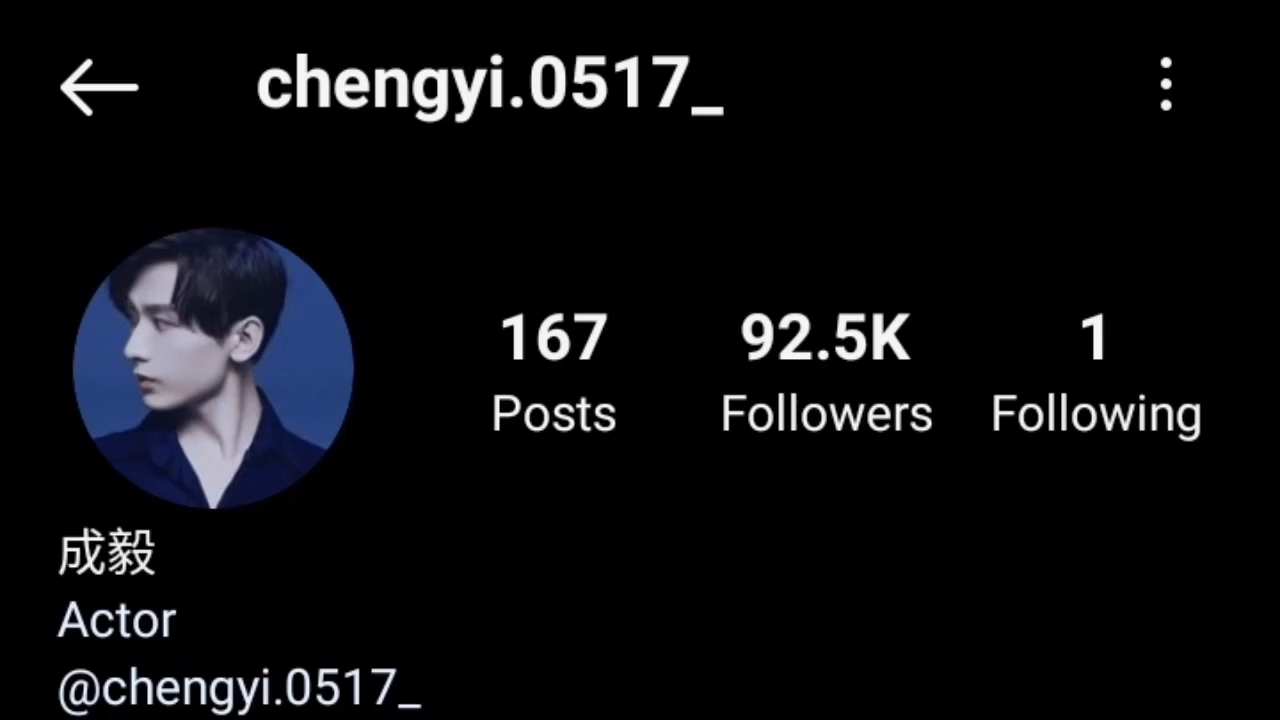 chengyi.0517_
167 92.5K 1
Posts Followers Following
成毅
Actor
@chengyi.0517_